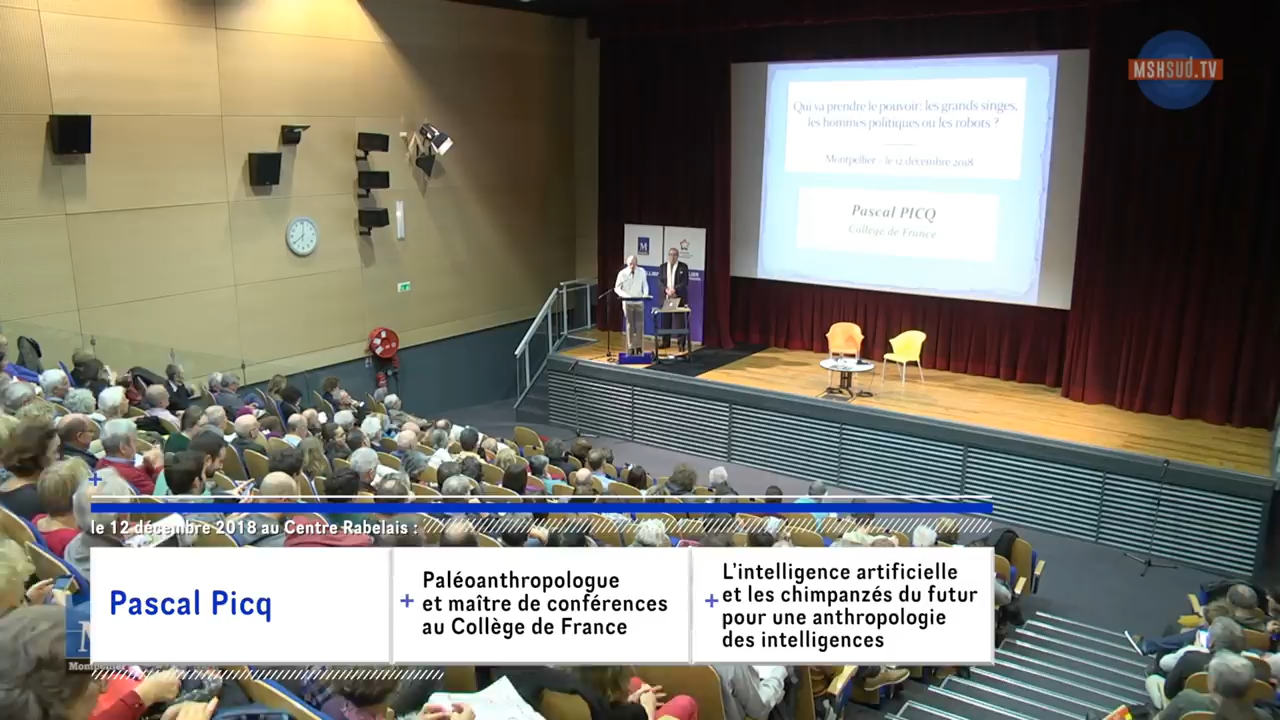 MSHSUD.TV
Qui va prendre le pouvoir: les grands singes,
les hommes politiques ou les robots ?
Montpellier – le 12 décembre 2018
Pascal PICQ
Collège de France
M
le 12 décembre 2018 au Centre Rabelais :
Pascal Picq
+ Paléoanthropologue
et maître de conférences
au Collège de France
+ L'intelligence artificielle
et les chimpanzés du futur
pour une anthropologie
des intelligences
Montpellier